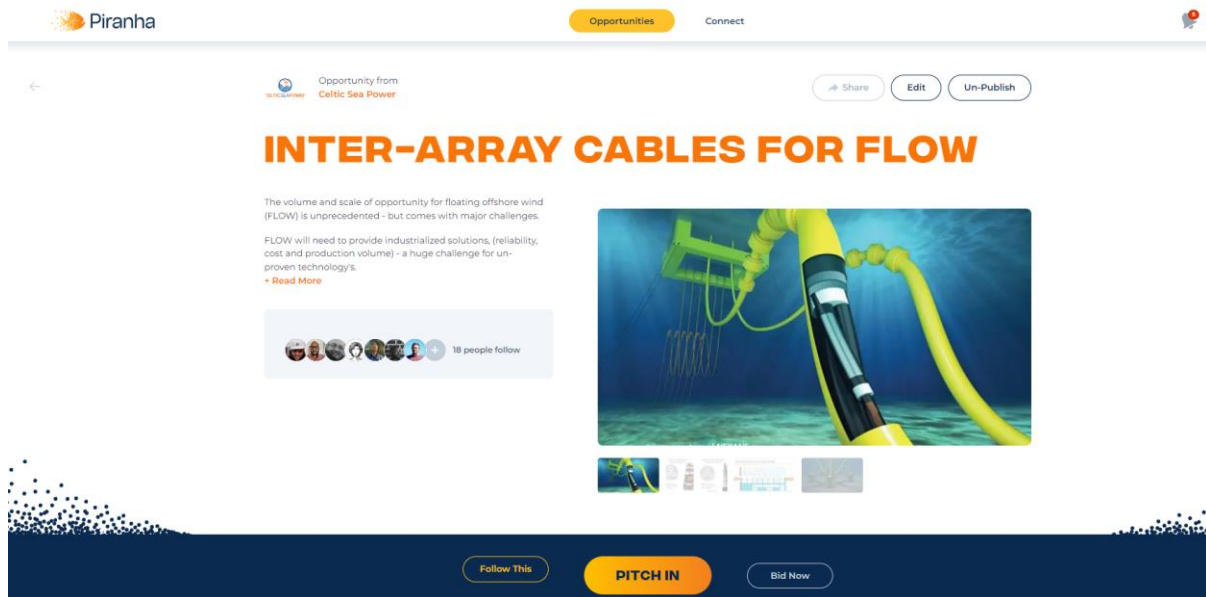 Piranha
Opportunities
Connect
Opportunity from
Celtic Sea Power
Share
Edit
Un-Publish
INTER-ARRAY CABLES FOR FLOW
The volume and scale of opportunity for floating offshore wind
(FLOW) is unprecedented - but comes with major challenges.
FLOW will need to provide industrialized solutions, (reliability,
cost and production volume) - a huge challenge for un-
proven technology's.
+ Read More
18 people follow
Follow This
PITCH IN
Bid Now